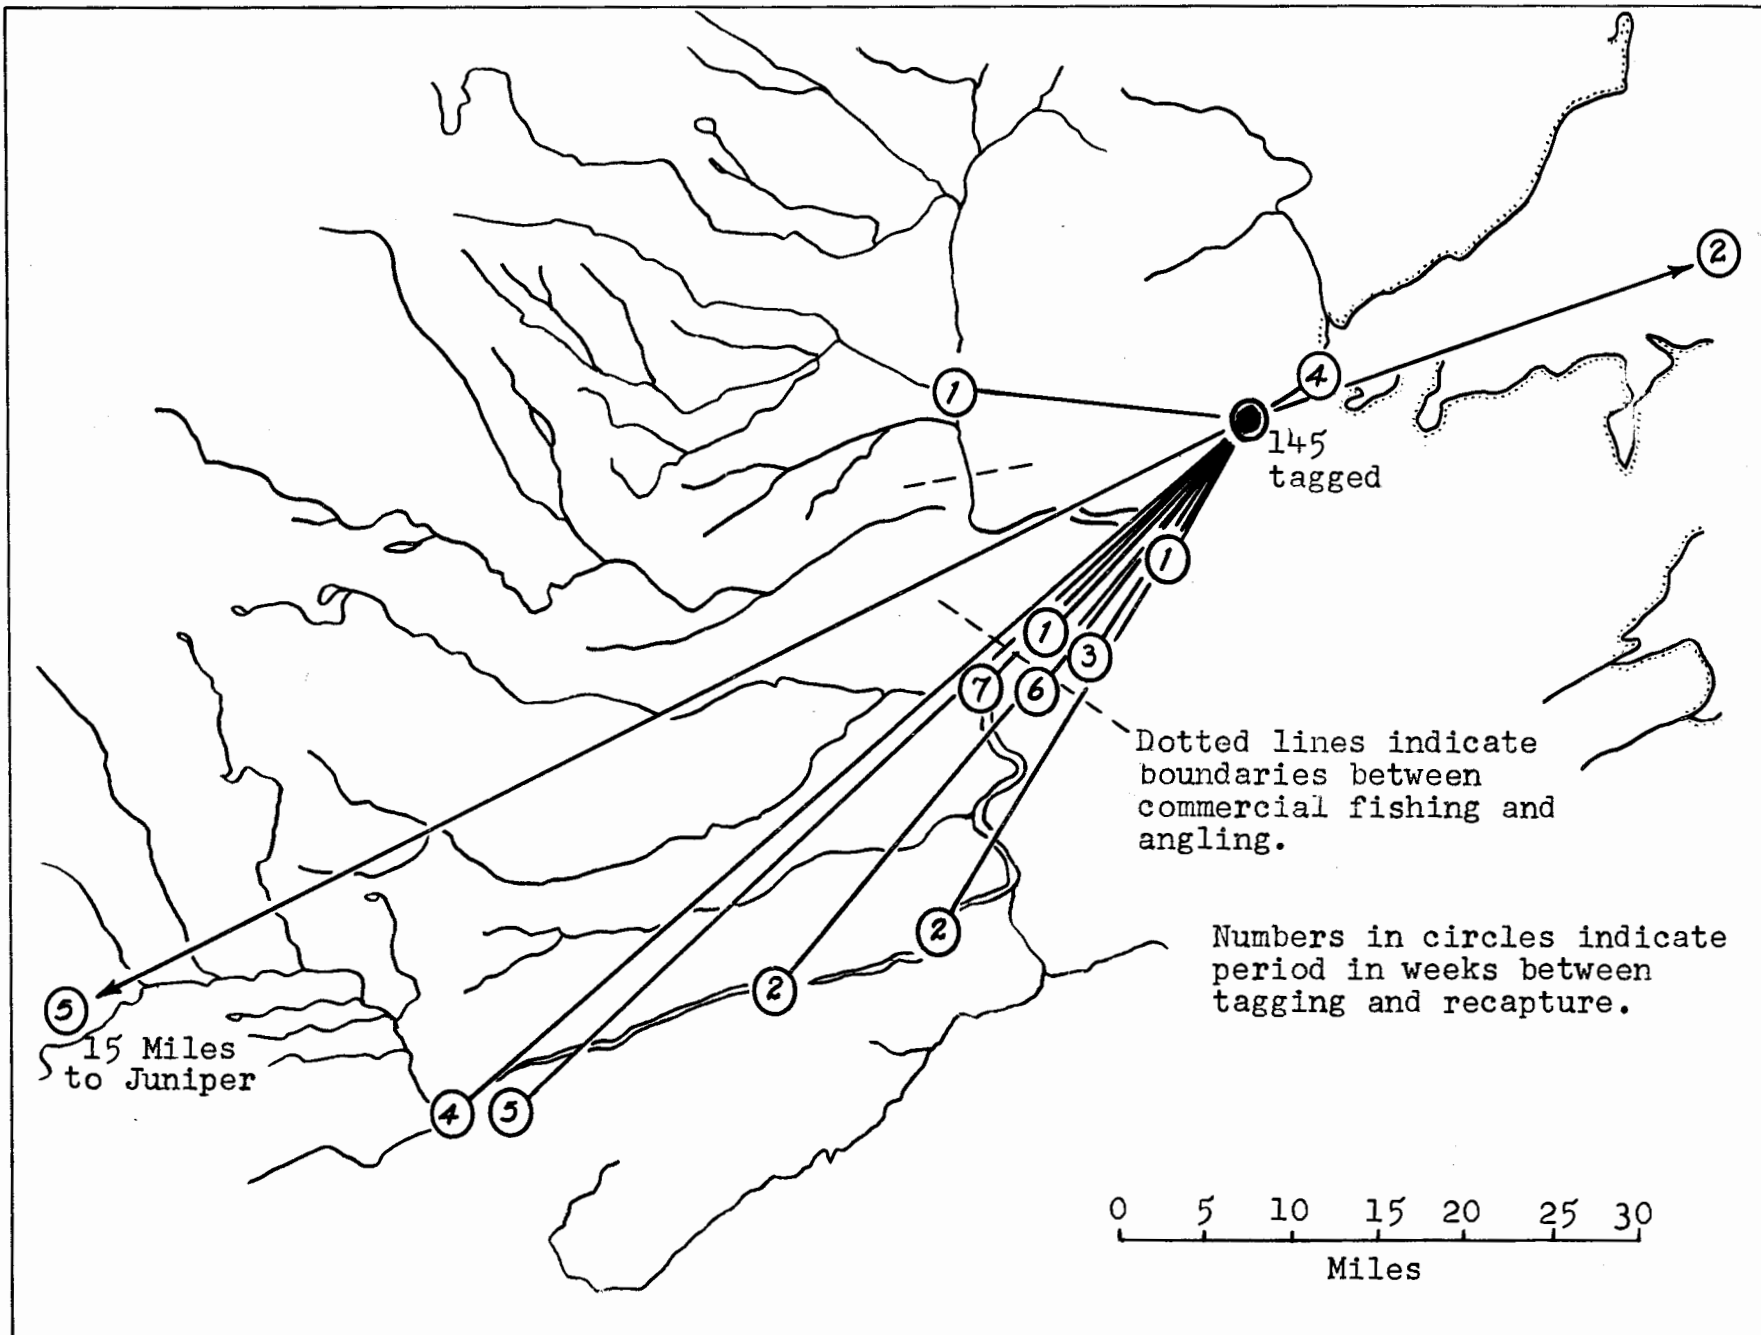 2
4
1
145
tagged
1
1
3
7
6
Dotted lines indicate
boundaries between
commercial fishing and
angling.
2
Numbers in circles indicate
period in weeks between
tagging and recapture.
2
5
15 Miles
to Juniper
4
5
0 5 10 15 20 25 30
Miles